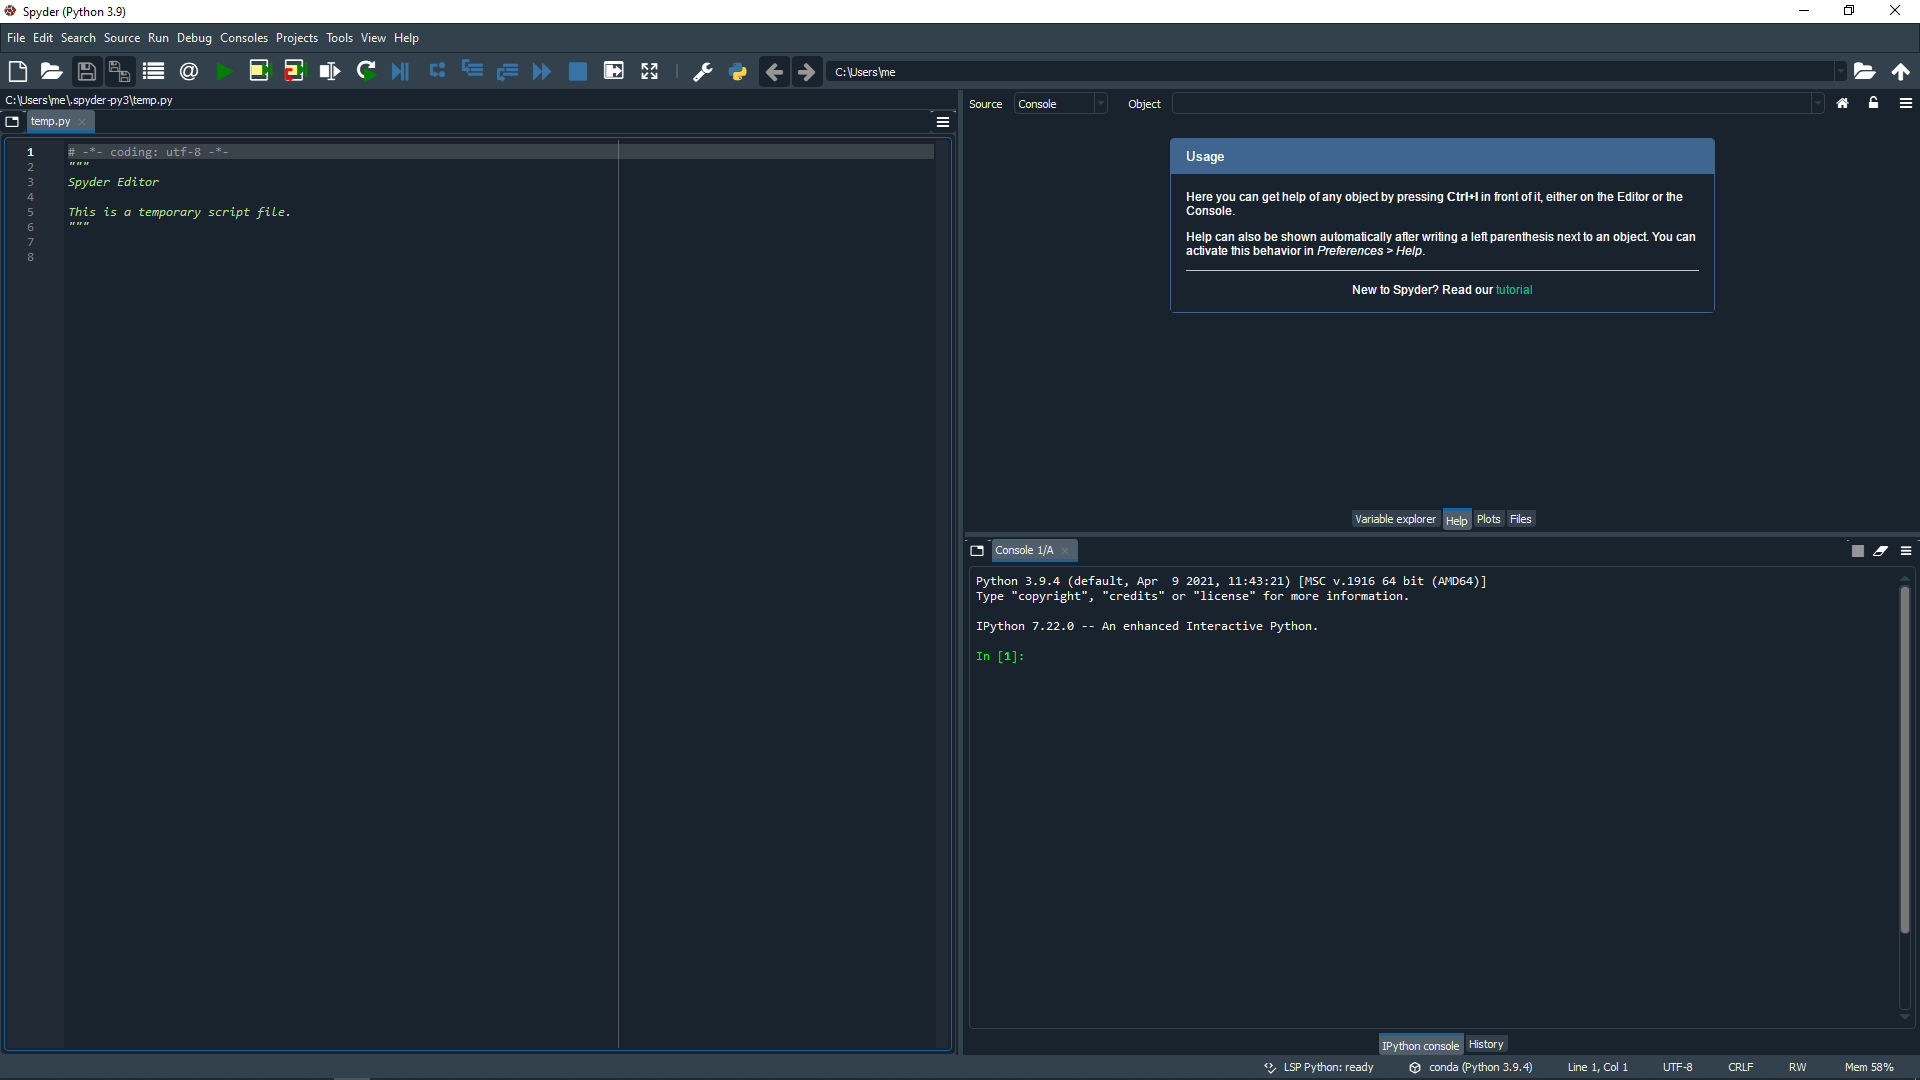 Spyder (Python 3.9)
File Edit Search Source Run Debug Consoles Projects Tools View Help
C:\Users\me
C:\Users\me\.spyder-py3\temp.py
temp.py
1 # -*- coding: utf-8 -*-
2 """
3 Spyder Editor
4
5 This is a temporary script file.
6 """
7
8
Source Console Object
Usage
Here you can get help of any object by pressing Ctrl+I in front of it, either on the Editor or the
Console.
Help can also be shown automatically after writing a left parenthesis next to an object. You can
activate this behavior in Preferences > Help.
New to Spyder? Read our tutorial
Variable explorer Help Plots Files
Console 1/A
Python 3.9.4 (default, Apr  9 2021, 11:43:21) [MSC v.1916 64 bit (AMD64)]
Type "copyright", "credits" or "license" for more information.
IPython 7.22.0 -- An enhanced Interactive Python.
In [1]:
IPython console History
LSP Python: ready conda (Python 3.9.4) Line 1, Col 1 UTF-8 CRLF RW Mem 58%